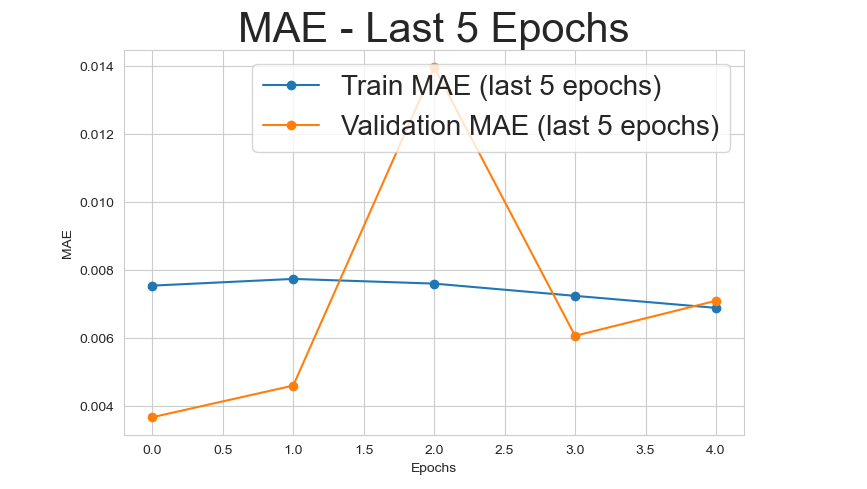 MAE - Last 5 Epochs
Train MAE (last 5 epochs)
Validation MAE (last 5 epochs)
0.014
0.012
0.010
0.008
0.006
0.004
MAE
0.0 0.5 1.0 1.5 2.0 2.5 3.0 3.5 4.0
Epochs